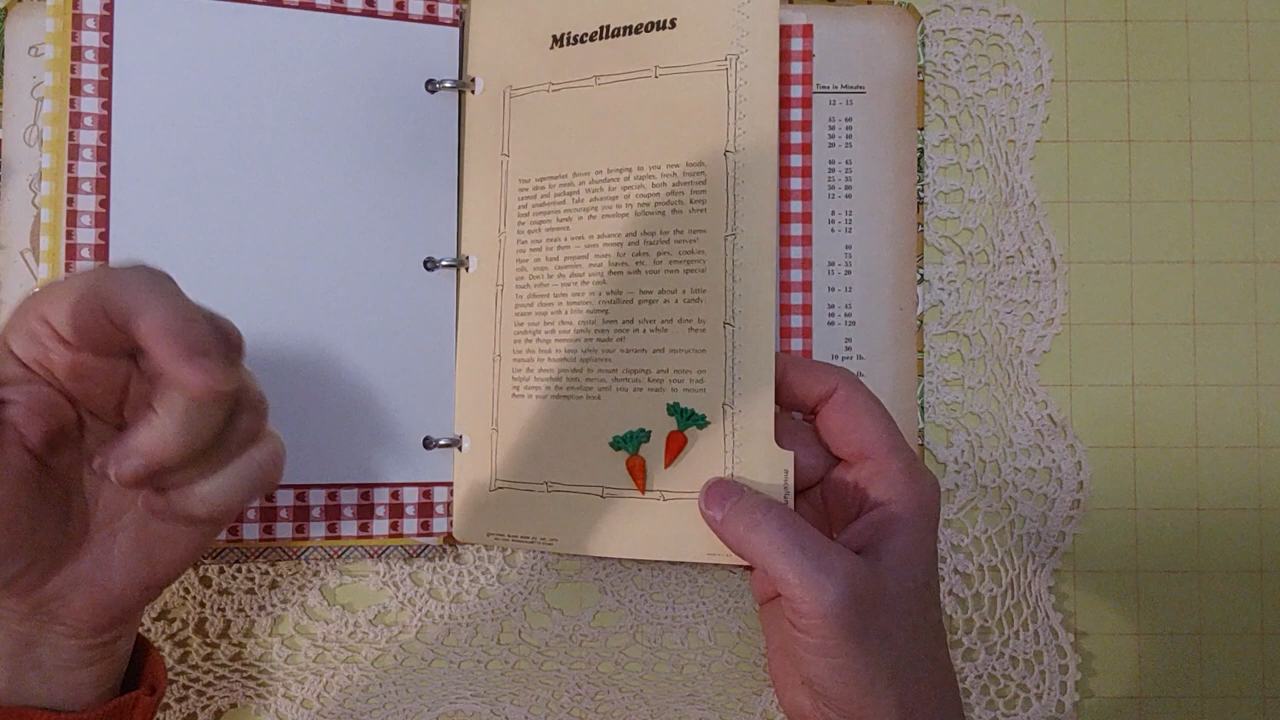 Miscellaneous
Your supermarket thrives on bringing to you new foods,
new ideas for meals, an abundance of staples, fresh, frozen,
canned and packaged. Watch for specials, both advertised
and unadvertised. Take advantage of coupon offers from
food companies encouraging you to try new products. Keep
the coupons handy in the envelope following this sheet
for quick reference.
Plan your meals a week in advance and shop for the items
you need for them — saves money and frazzled nerves!
Have on hand prepared mixes for cakes, pies, cookies,
rolls, soups, casseroles, meat loaves, etc. for emergency
use. Don't be shy about using them with your own special
touch, either — you're the cook.
Try different tastes once in a while — how about a little
ground cloves in tomatoes, crystallized ginger as a candy,
season soup with a little nutmeg.
Use your best china, crystal, linen and silver and dine by
candlelight with your family every once in a while . . . these
are the things memories are made of!
Use this book to keep safely your warranty and instruction
manuals for household appliances.
Use the sheets provided to mount clippings and notes on
helpful household hints, menus, shortcuts. Keep your trad-
ing stamps in the envelope until you are ready to mount
them in your redemption book.
Time in Minutes
12 - 15
45 - 60
30 - 40
30 - 40
20 - 25
40 - 45
20 - 25
25 - 35
50 - 80
12 - 40
8 - 12
10 - 12
6 - 12
40
75
30 - 35
15 - 20
10 - 12
30 - 45
40 - 60
60 - 120
20
30
10 per lb.